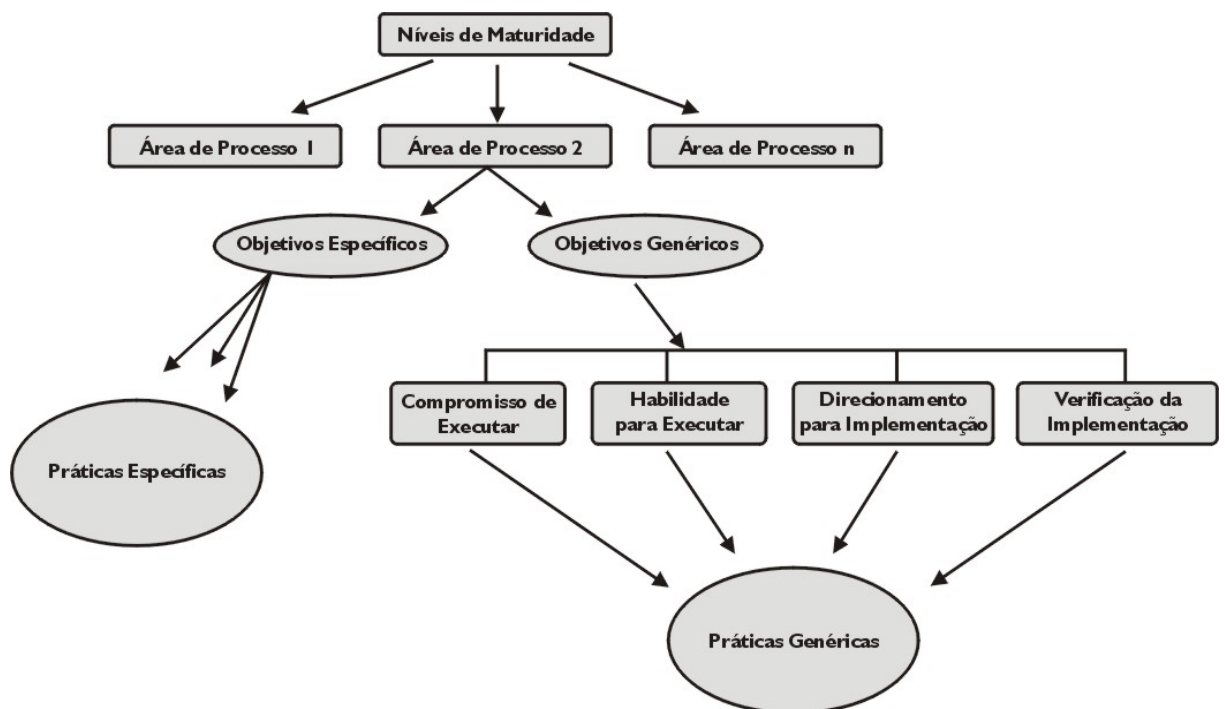 Níveis de Maturidade
Área de Processo 1
Área de Processo 2
Área de Processo n
Objetivos Específicos
Objetivos Genéricos
Compromisso de
Executar
Habilidade
para Executar
Direcionamento
para Implementação
Verificação da
Implementação
Práticas Específicas
Práticas Genéricas